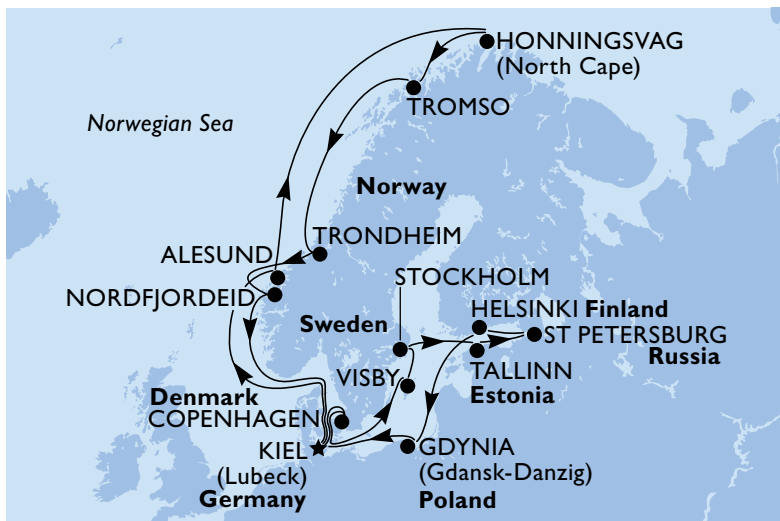 HONNINGSVAG
(North Cape)
TROMSO
Norwegian Sea
Norway
TRONDHEIM
ALESUND
STOCKHOLM
NORDFJORDEID
HELSINKI Finland
Sweden
ST PETERSBURG
Russia
VISBY
TALLINN
Estonia
Denmark
COPENHAGEN
KIEL
(Lubeck)
Germany
GDYNIA
(Gdansk-Danzig)
Poland